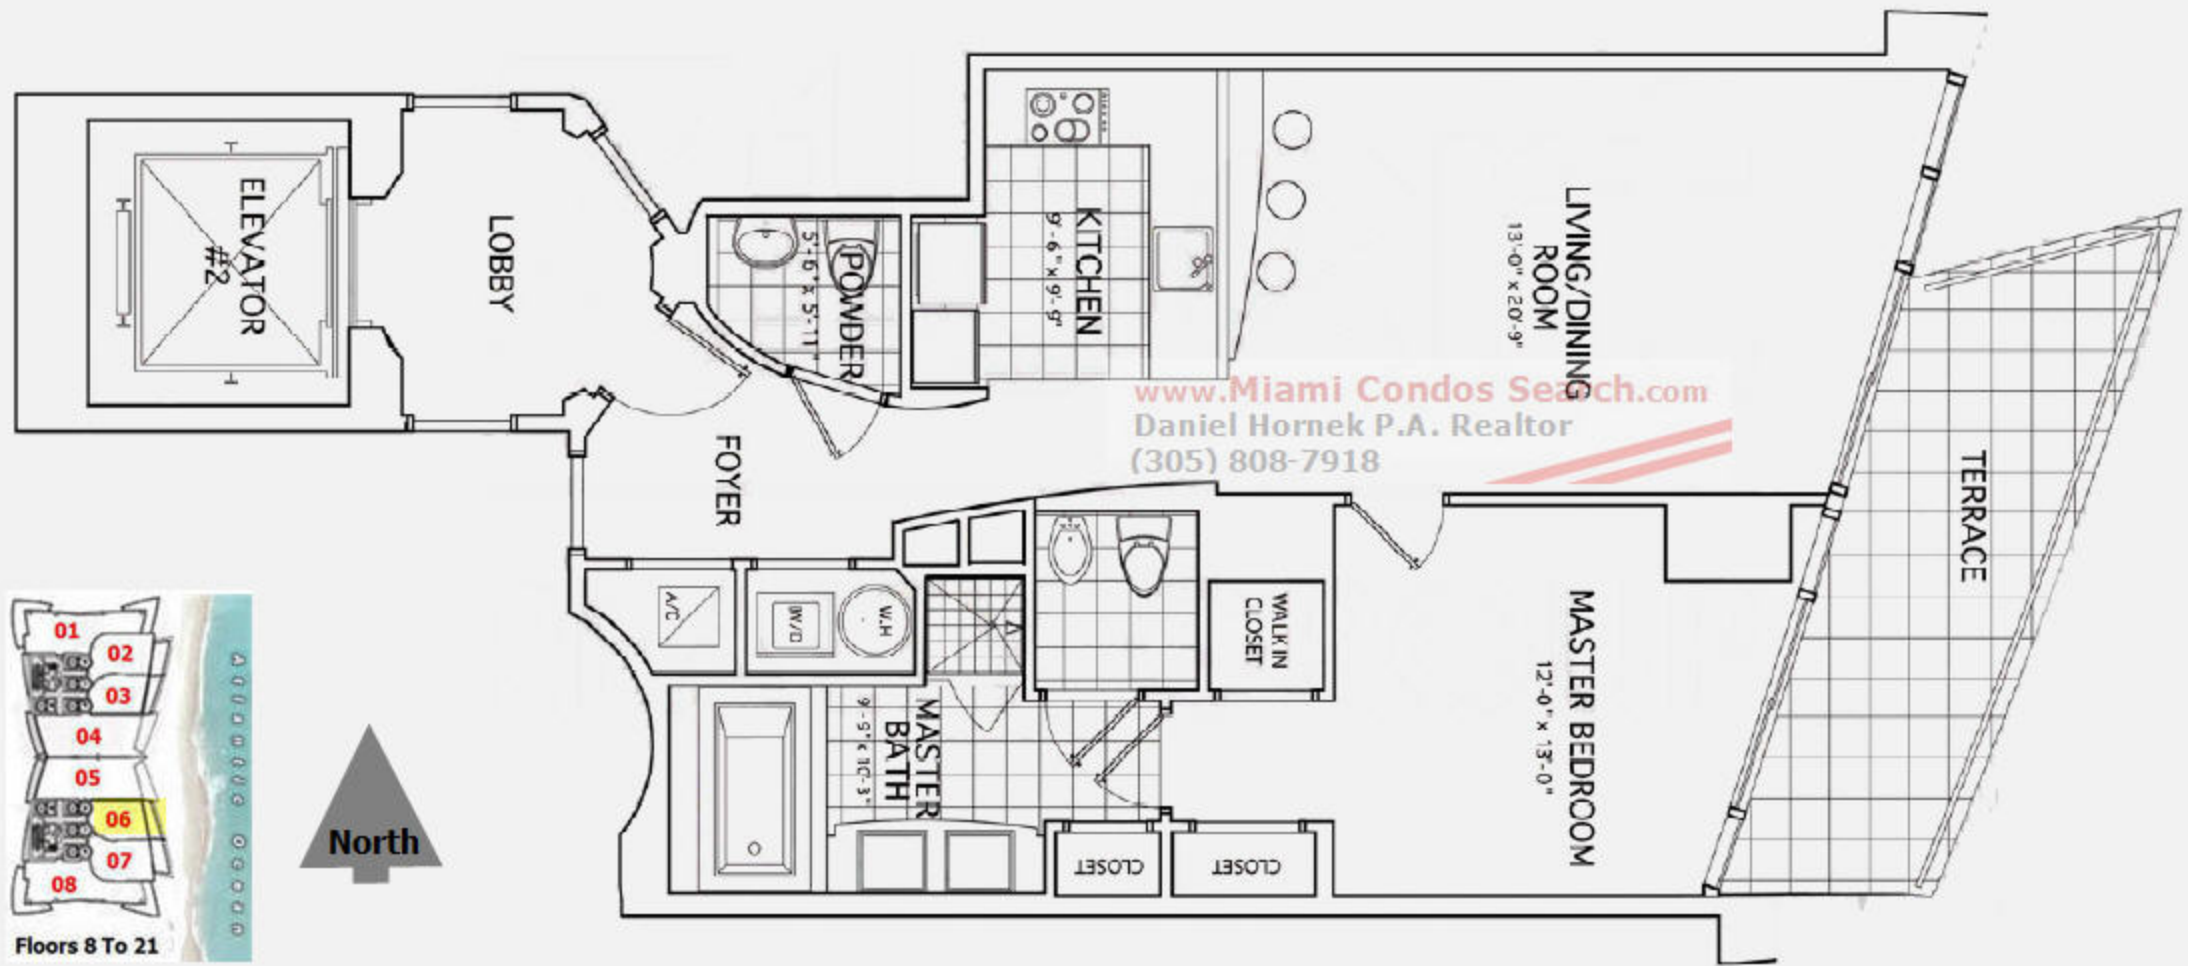 ELEVATOR
#2
LOBBY
POWDER
5'-6" x 5'-11"
KITCHEN
9'-6" x 9'-9"
LIVING/DINING
ROOM
13'-0" x 20'-9"
www.Miami Condos Search.com
Daniel Hornek P.A. Realtor
(305) 808-7918
FOYER
TERRACE
A/C
W/D
W.H
WALK IN
CLOSET
MASTER BEDROOM
12'-0" x 13'-0"
MASTER
BATH
9'-9" x 10'-3"
CLOSET
CLOSET
North
01
02
03
04
05
06
07
08
Atlantic Ocean
Floors 8 To 21